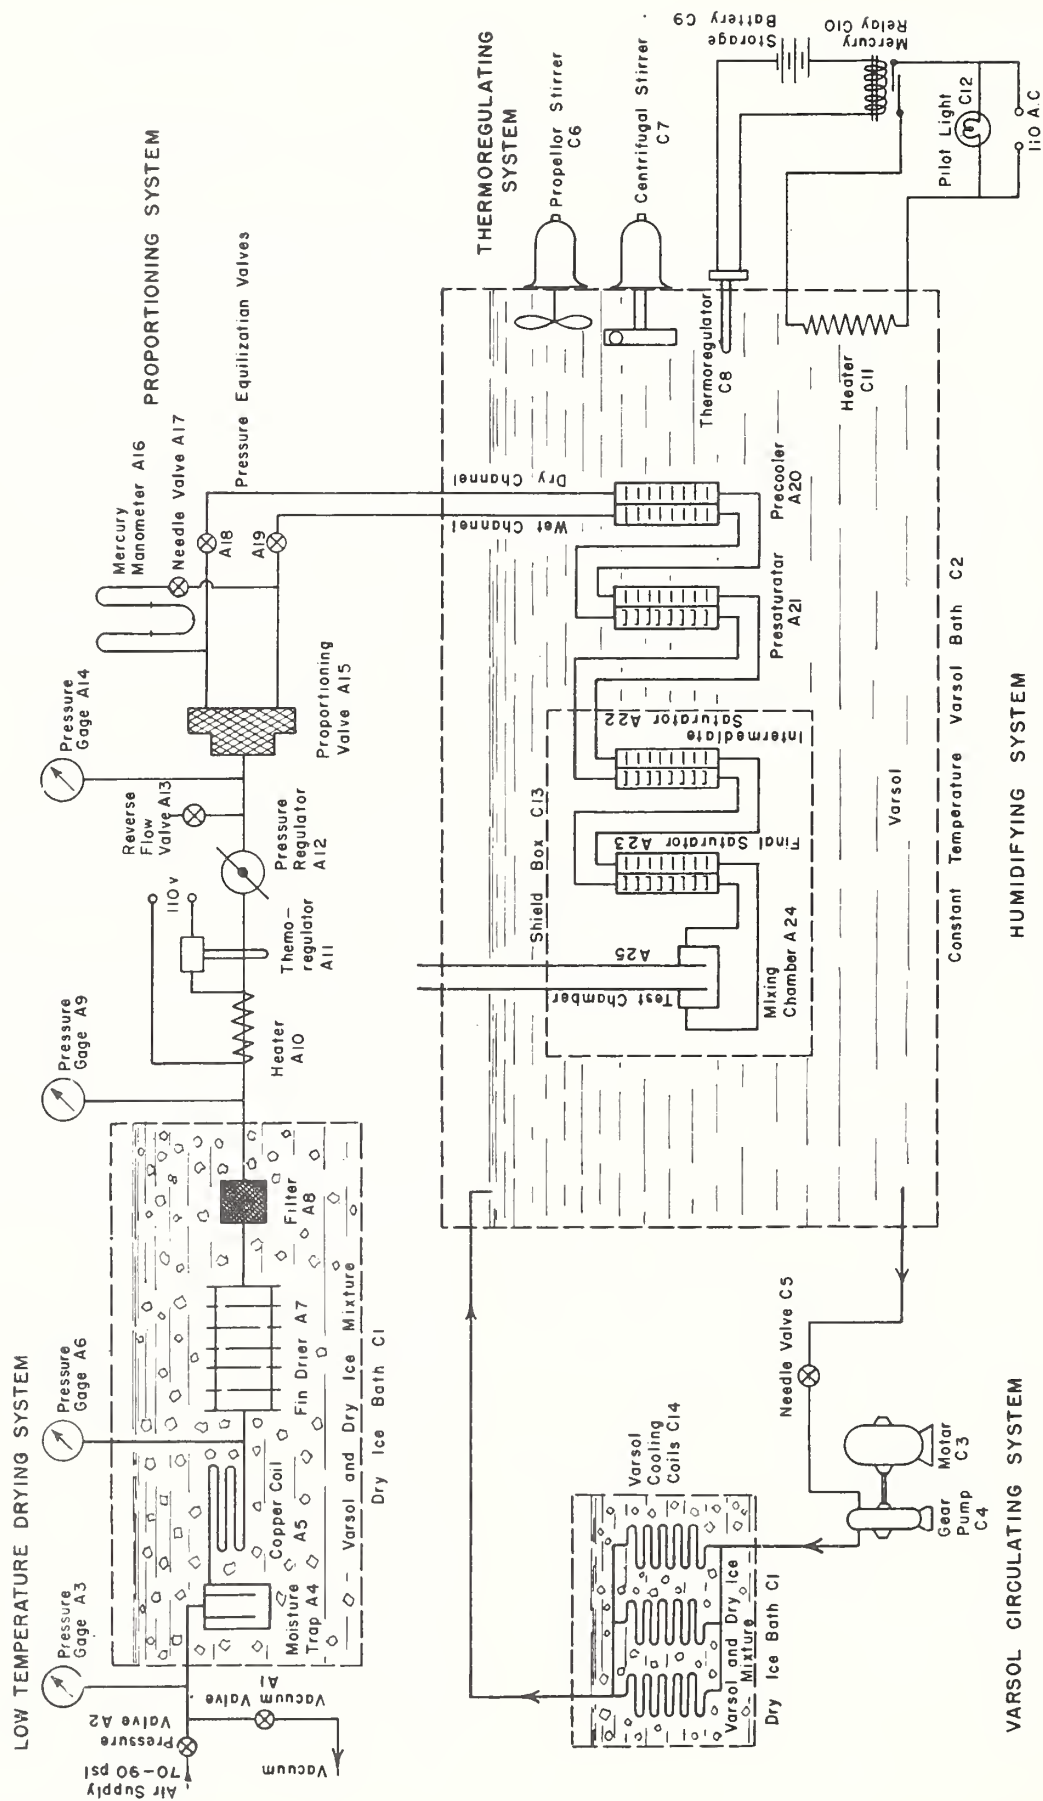 LOW TEMPERATURE DRYING SYSTEM
Air Supply
70-90 psi
Pressure
Valve A2
Vacuum
Vacuum Valve
A1
Pressure
Gage A3
Moisture
Trap A4
Copper Coil
A5
Pressure
Gage A6
Fin Drier A7
Filter
A8
- Varsol and Dry Ice Mixture
Dry Ice Bath C1
Pressure
Gage A9
Heater
A10
110 v
Themo-
regulator
A11
Pressure
Regulator
A12
Reverse
Flow
Valve A13
Pressure
Gage A14
Proportioning
Valve A15
Mercury
Manometer A16
Needle Valve A17
A18
A19
Pressure Equilization Valves
PROPORTIONING SYSTEM
THERMOREGULATING
SYSTEM
Propellor Stirrer
C6
Centrifugal Stirrer
C7
Storage
Battery C9
Mercury
Relay C10
Pilot Light
C12
110 A.C
Thermoregulator
C8
Heater
C11
Dry Channel
Wet Channel
Precooler
A20
Presaturatar
A21
Intermediate
Saturator A22
Final Saturator A23
Shield Box C13
Test Chamber
A25
Mixing
Chamber A24
Varsol
Constant Temperature Varsol Bath C2
HUMIDIFYING SYSTEM
Needle Valve C5
Motar
C3
Gear
Pump
C4
Varsol
Cooling
Coils C14
Varsol and Dry Ice
Mixture
Dry Ice Bath C1
VARSOL CIRCULATING SYSTEM